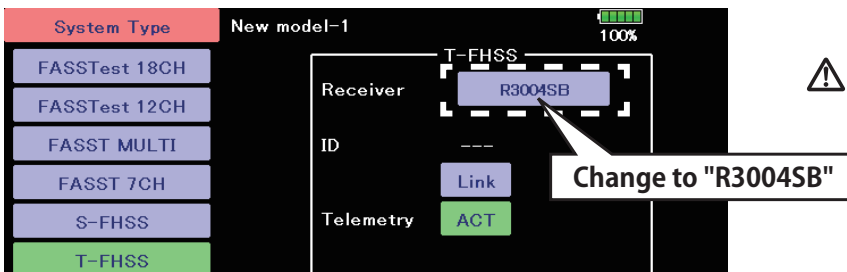 System Type
New model-1
100%
FASSTest 18CH
FASSTest 12CH
FASST MULTI
FASST 7CH
S-FHSS
T-FHSS
T-FHSS
Receiver R3004SB
ID ---
Link
Telemetry ACT
Change to "R3004SB"